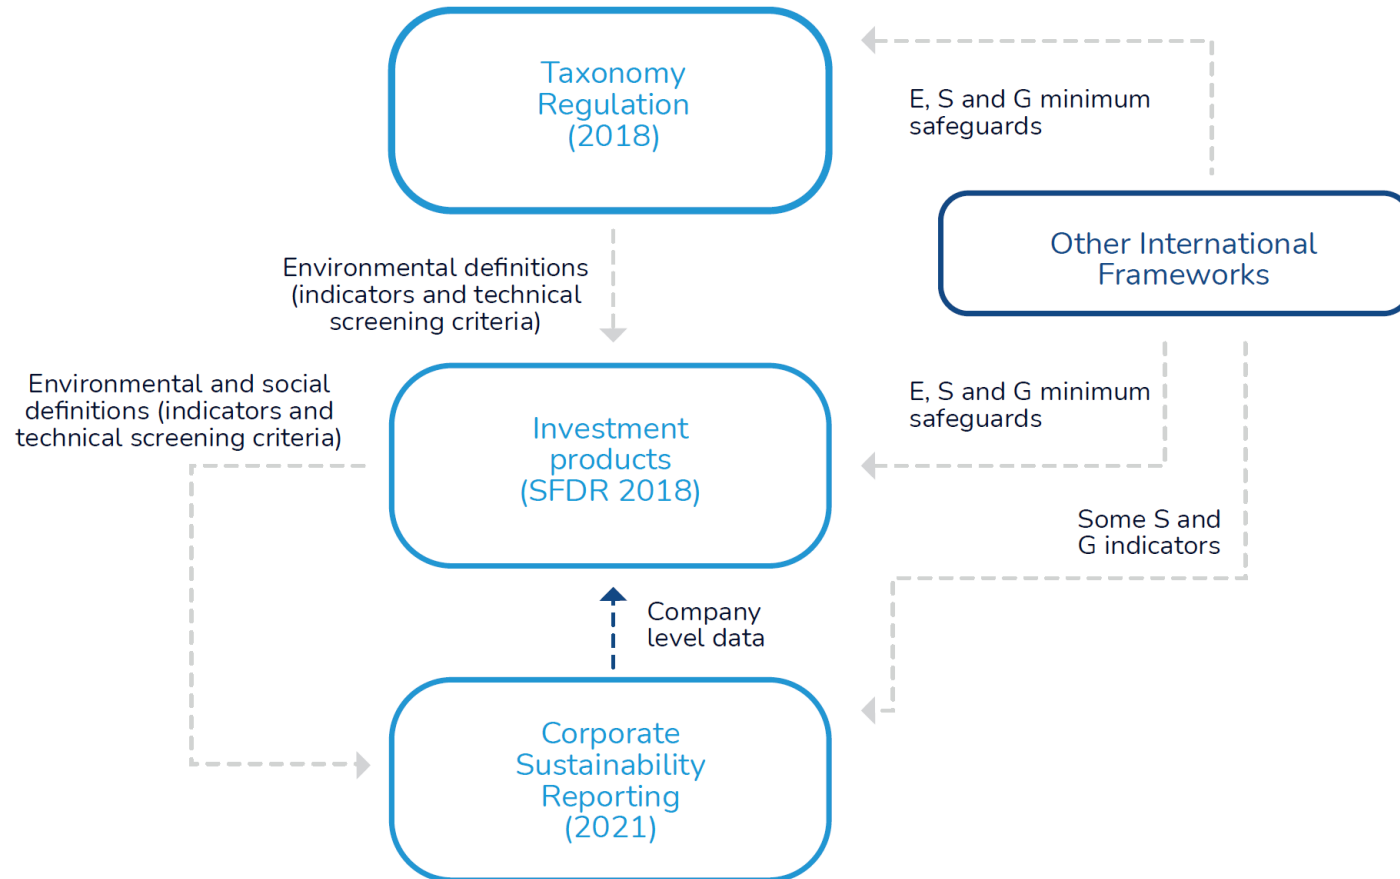 Taxonomy
Regulation
(2018)
E, S and G minimum
safeguards
Other International
Frameworks
Environmental definitions
(indicators and technical
screening criteria)
Environmental and social
definitions (indicators and
technical screening criteria)
Investment
products
(SFDR 2018)
E, S and G minimum
safeguards
Some S and
G indicators
Company
level data
Corporate
Sustainability
Reporting
(2021)